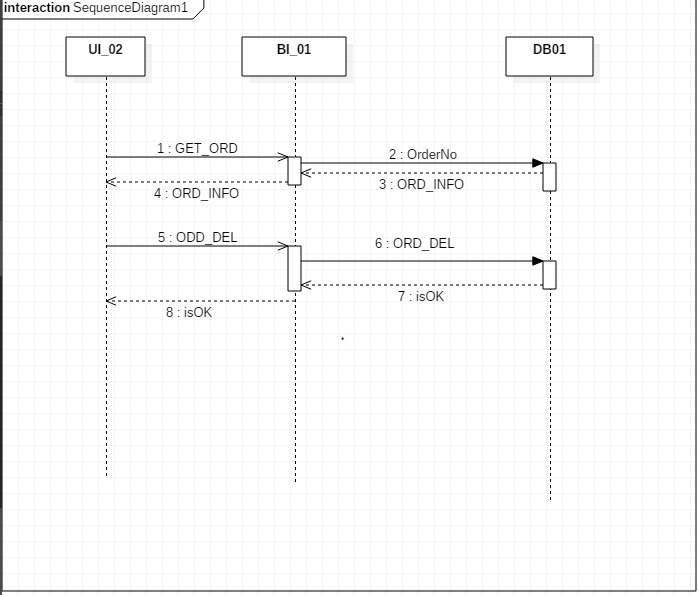 interaction SequenceDiagram1
UI_02
BI_01
DB01
1 : GET_ORD
2 : OrderNo
3 : ORD_INFO
4 : ORD_INFO
5 : ODD_DEL
6 : ORD_DEL
7 : isOK
8 : isOK